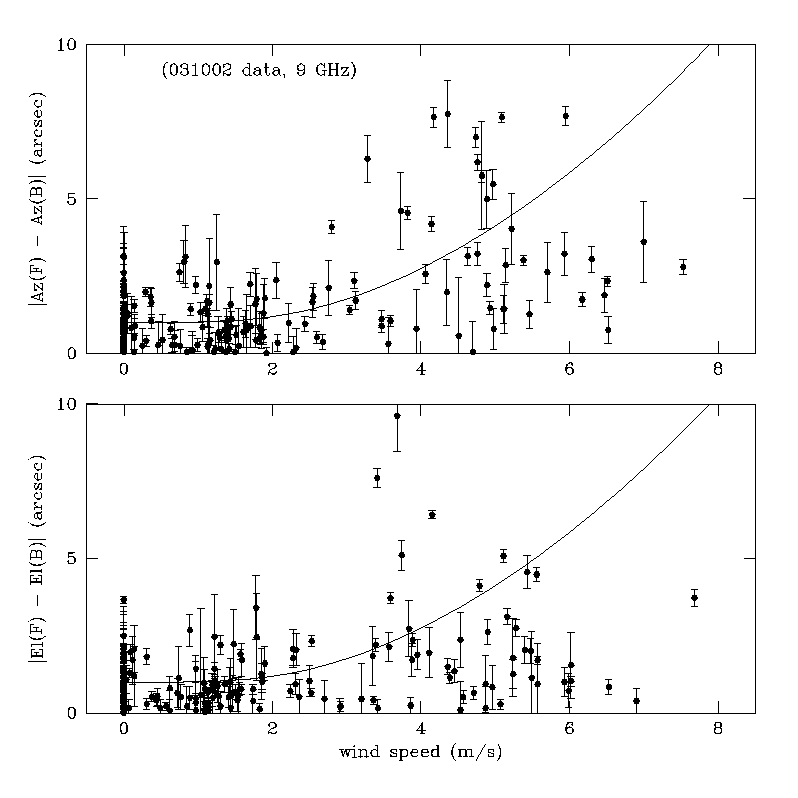 10
(031002 data, 9 GHz)
|Az(F) − Az(B)| (arcsec)
5
0
0 2 4 6 8
10
|El(F) − El(B)| (arcsec)
5
0
0 2 4 6 8
wind speed (m/s)